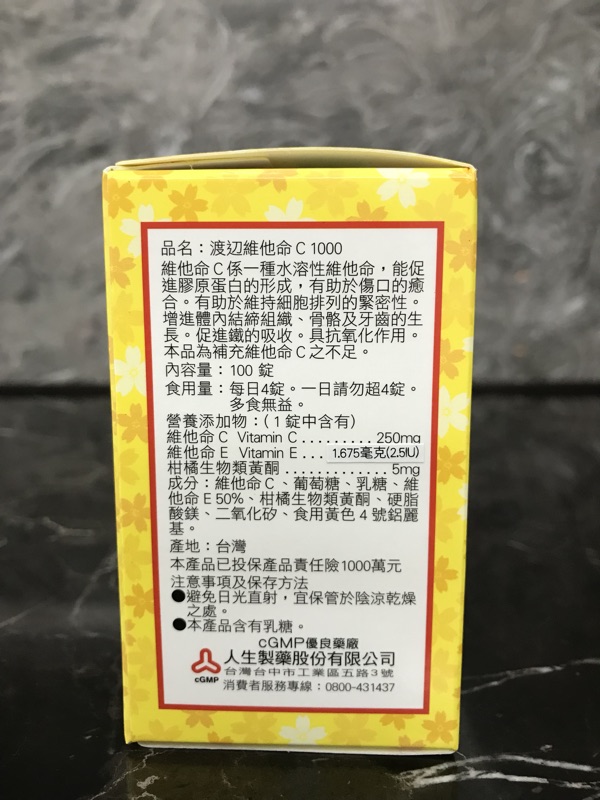 品名：渡辺維他命 C 1000
維他命 C 係一種水溶性維他命，能促
進膠原蛋白的形成，有助於傷口的癒
合。有助於維持細胞排列的緊密性。
增進體內結締組織、骨骼及牙齒的生
長。促進鐵的吸收。具抗氧化作用。
本品為補充維他命 C 之不足。
內容量：100 錠
食用量：每日4錠。一日請勿超4錠。
多食無益。
營養添加物：(1 錠中含有)
維他命 C Vitamin C ......... 250mg
維他命 E Vitamin E ... 1.675毫克(2.5IU)
柑橘生物類黃酮 ............. 5mg
成分：維他命 C、葡萄糖、乳糖、維
他命 E 50%、柑橘生物類黃酮、硬脂
酸鎂、二氧化矽、食用黃色 4 號鋁麗
基。
產地：台灣
本產品已投保產品責任險1000萬元
注意事項及保存方法
●避免日光直射，宜保管於陰涼乾燥
之處。
●本產品含有乳糖。
cGMP優良藥廠
人生製藥股份有限公司
台灣台中市工業區五路3號
cGMP
消費者服務專線：0800-431437